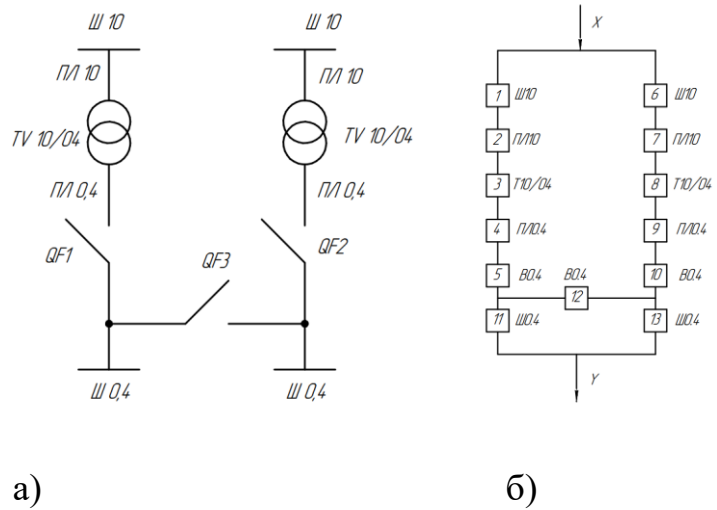 Ш 10
Ш 10
ПЛ 10
ПЛ 10
TV 10/04
TV 10/04
ПЛ 0,4
ПЛ 0,4
QF1
QF3
QF2
Ш 0,4
Ш 0,4
а)
X
1 Ш10
6 Ш10
2 ПЛ10
7 ПЛ10
3 Т10/04
8 Т10/04
4 ПЛ0.4
9 ПЛ0.4
5 В0.4
В0.4
10 В0.4
12
11 Ш0.4
13 Ш0.4
Y
б)